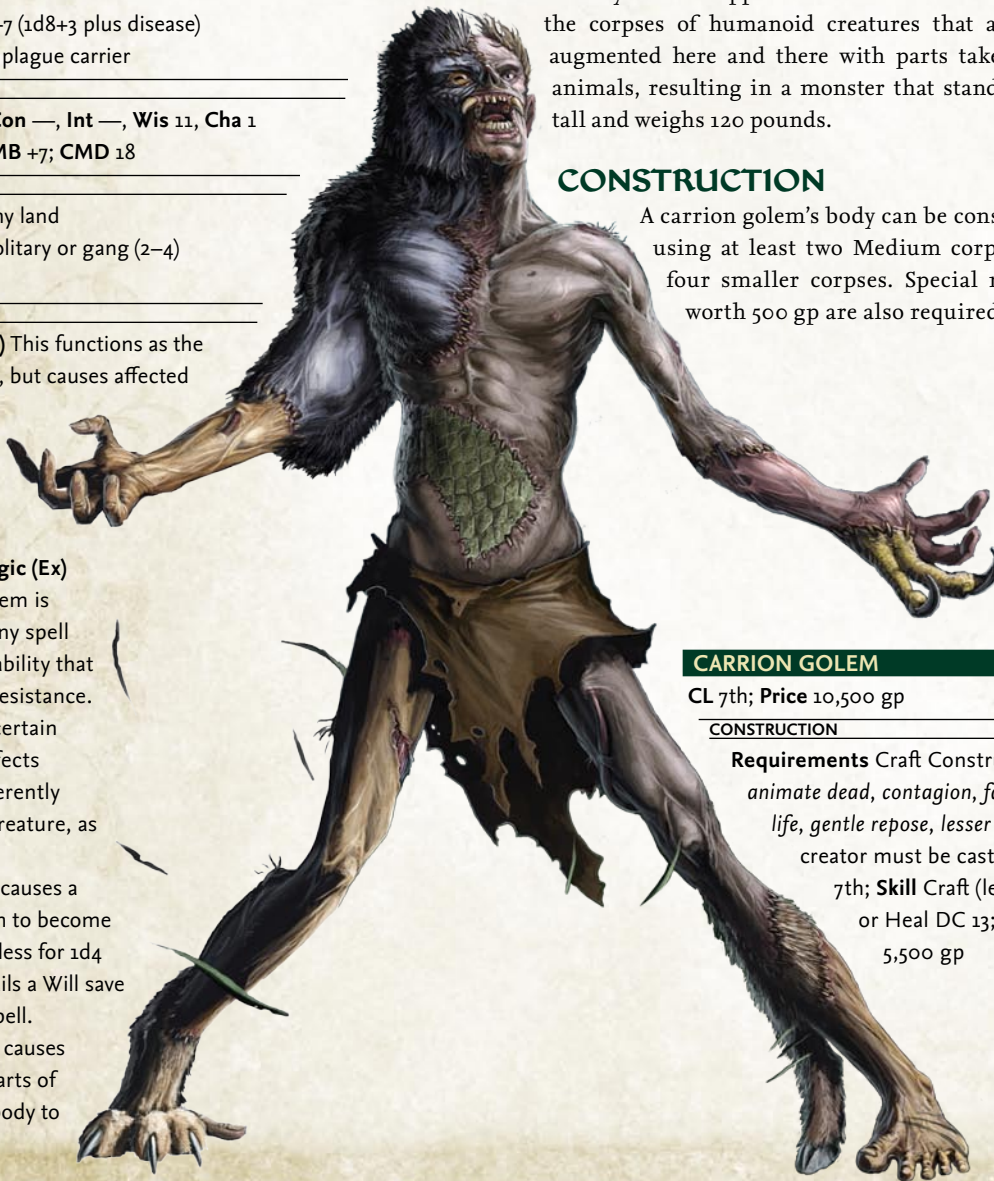 -7 (1d8+3 plus disease)
plague carrier
Con —, Int —, Wis 11, Cha 1
MB +7; CMD 18
ny land
olitary or gang (2–4)
) This functions as the
, but causes affected
gic (Ex)
em is
ny spell
ability that
esistance.
certain
fects
erently
reature, as
causes a
n to become
less for 1d4
ils a Will save
pell.
causes
arts of
body to
the corpses of humanoid creatures that a
augmented here and there with parts take
animals, resulting in a monster that stand
tall and weighs 120 pounds.
CONSTRUCTION
A carrion golem's body can be cons
using at least two Medium corp
four smaller corpses. Special
worth 500 gp are also required
CARRION GOLEM
CL 7th; Price 10,500 gp
CONSTRUCTION
Requirements Craft Constr
animate dead, contagion, fa
life, gentle repose, lesser
creator must be cast
7th; Skill Craft (le
or Heal DC 13;
5,500 gp